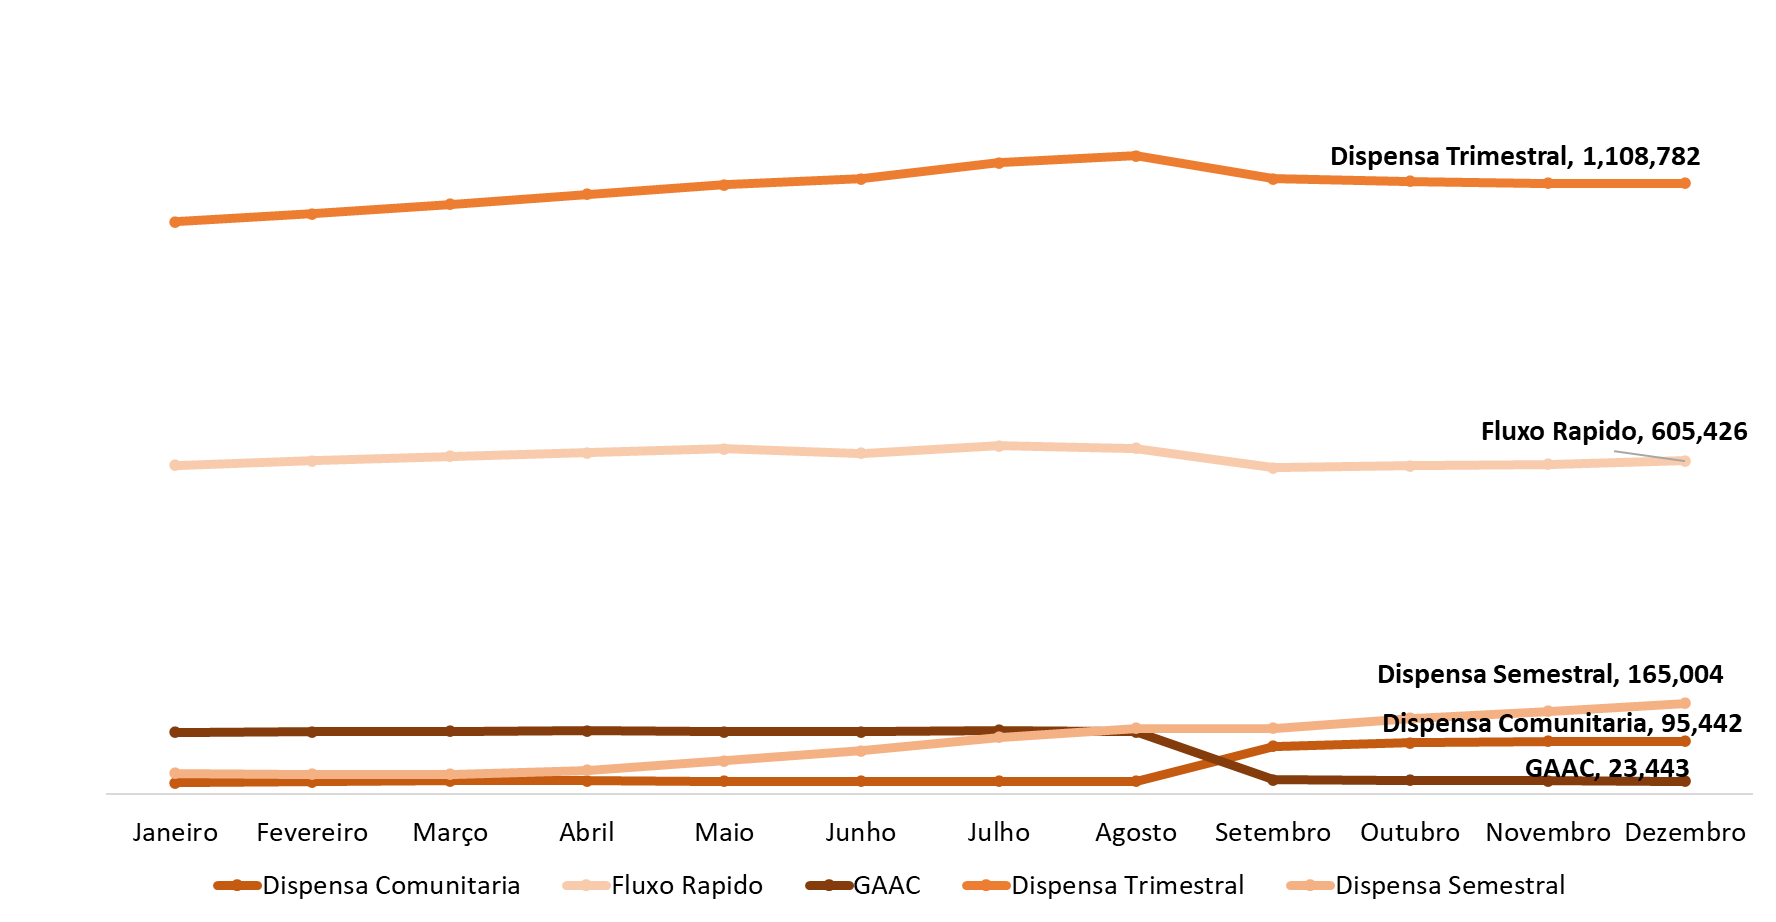 Dispensa Trimestral, 1,108,782
Fluxo Rapido, 605,426
Dispensa Semestral, 165,004
Dispensa Comunitaria, 95,442
GAAC, 23,443
Janeiro Fevereiro Março Abril Maio Junho Julho Agosto Setembro Outubro Novembro Dezembro
Dispensa Comunitaria Fluxo Rapido GAAC Dispensa Trimestral Dispensa Semestral